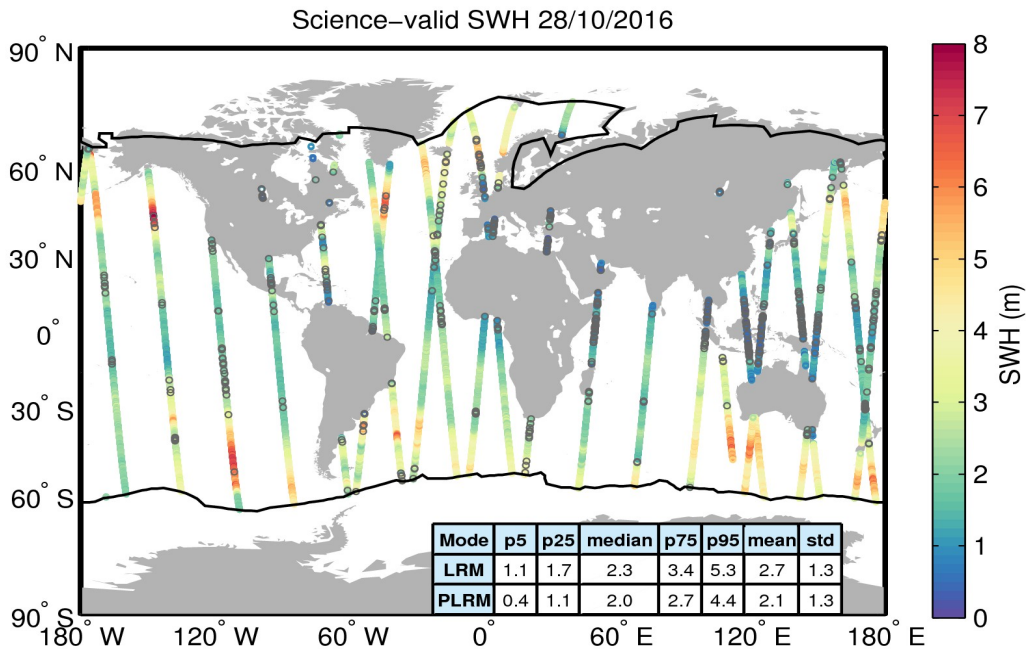 Science−valid SWH 28/10/2016
90° N
60° N
30° N
0°
30° S
60° S
90° S
180° W
120° W
60° W
0°
60° E
120° E
180° E
8
7
6
5
4
3
2
1
0
SWH (m)
Mode p5 p25 median p75 p95 mean std
LRM 1.1 1.7 2.3 3.4 5.3 2.7 1.3
PLRM 0.4 1.1 2.0 2.7 4.4 2.1 1.3